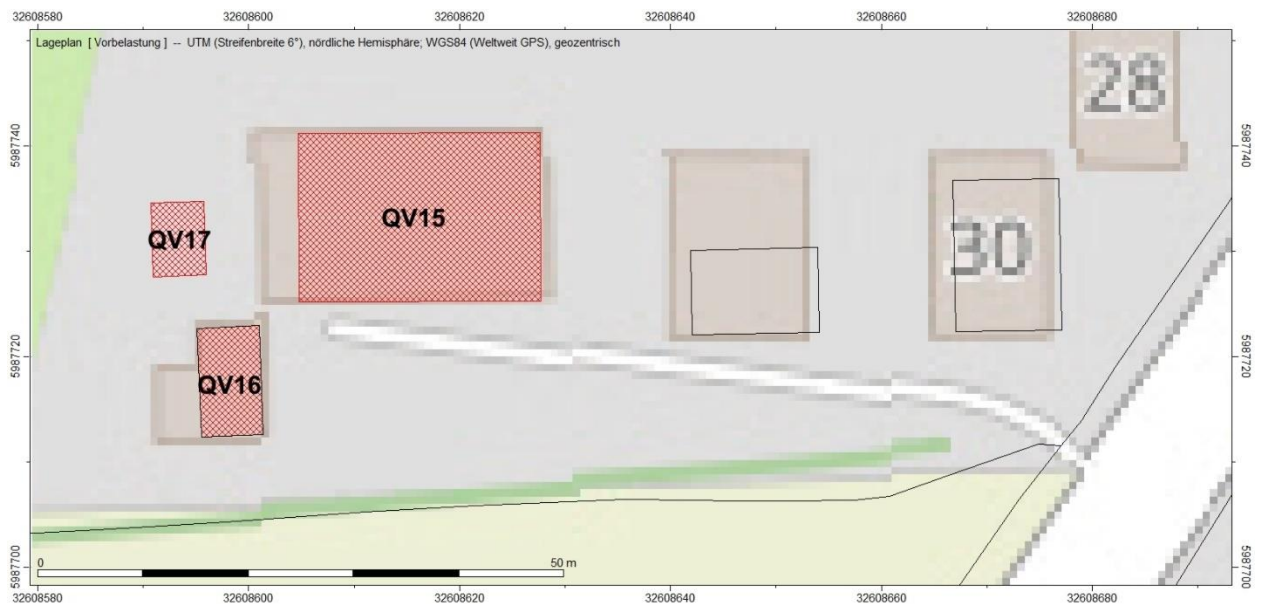 32608580 32608600 32608620 32608640 32608660 32608680
Lageplan [ Vorbelastung ] -- UTM (Streifenbreite 6°), nördliche Hemisphäre; WGS84 (Weltweit GPS), geozentrisch
28
5987740 5987740
QV15
QV17
30
5987720 5987720
QV16
5987700 5987700
0 50 m
32608580 32608600 32608620 32608640 32608660 32608680